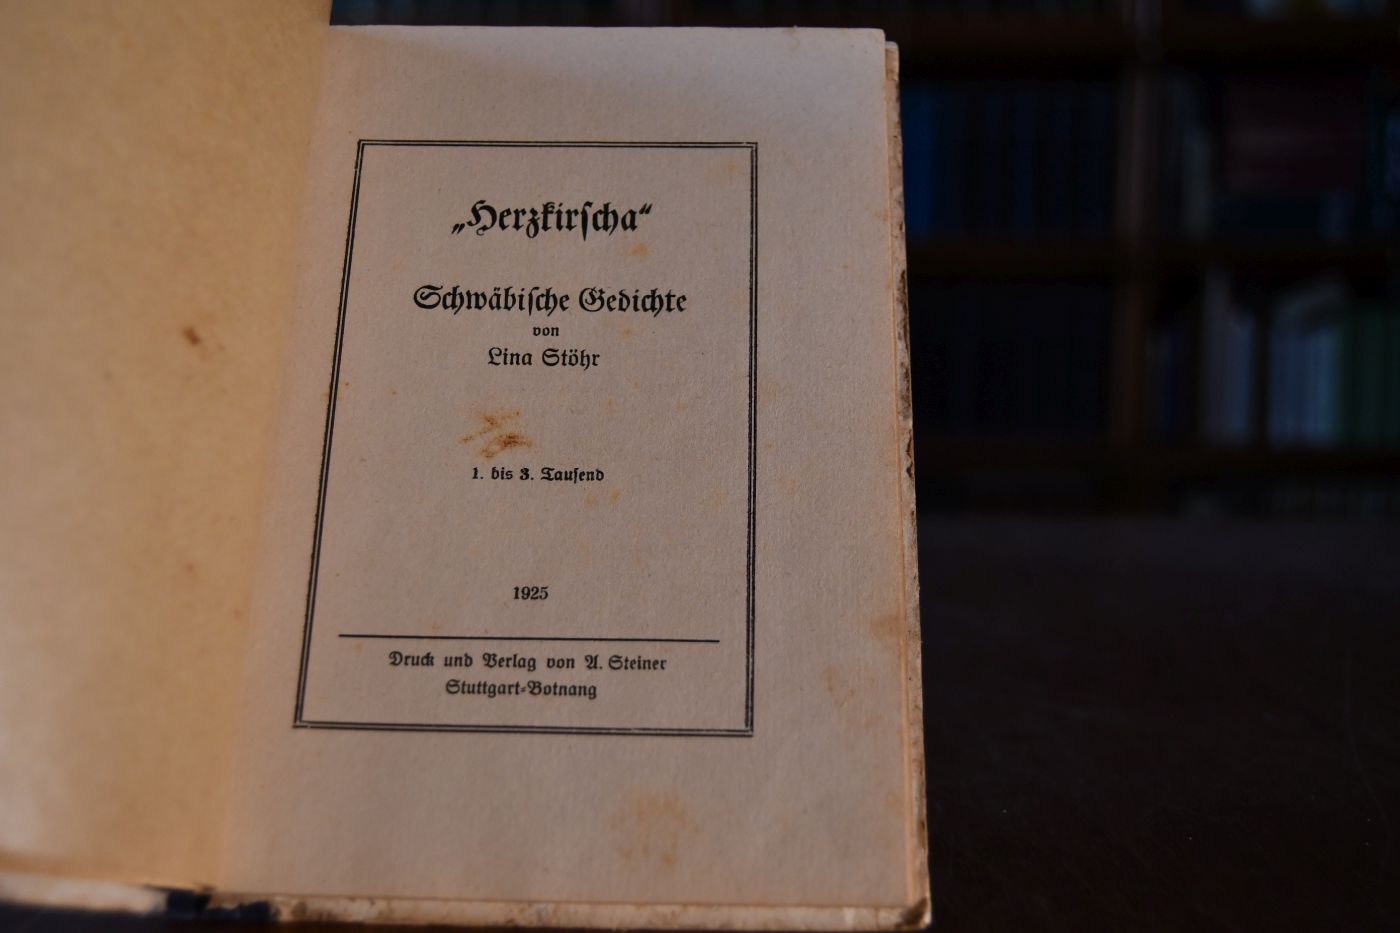 „Herzkirſcha“
Schwäbiſche Gedichte
von
Lina Stöhr
1. bis 3. Tauſend
1925
Druck und Verlag von A. Steiner
Stuttgart-Botnang